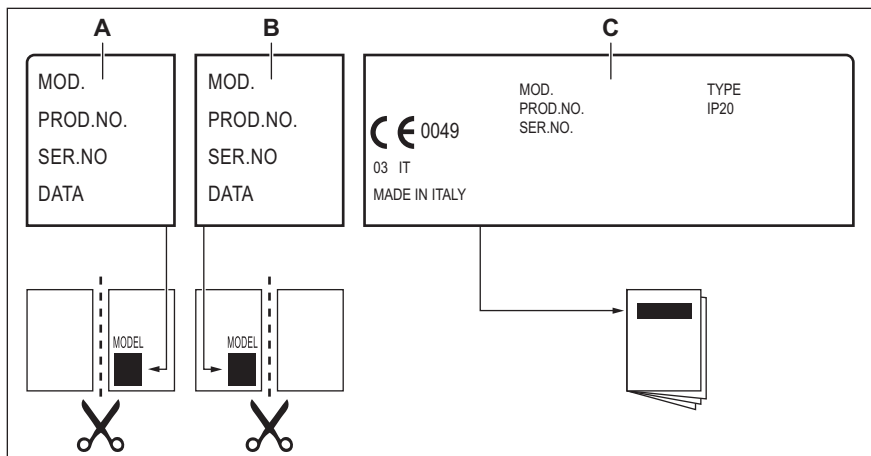 A
B
C
MOD.
PROD.NO.
SER.NO
DATA
MOD.
PROD.NO.
SER.NO
DATA
MOD.
PROD.NO.
SER.NO.
TYPE
IP20
CE 0049
03 IT
MADE IN ITALY
MODEL
MODEL